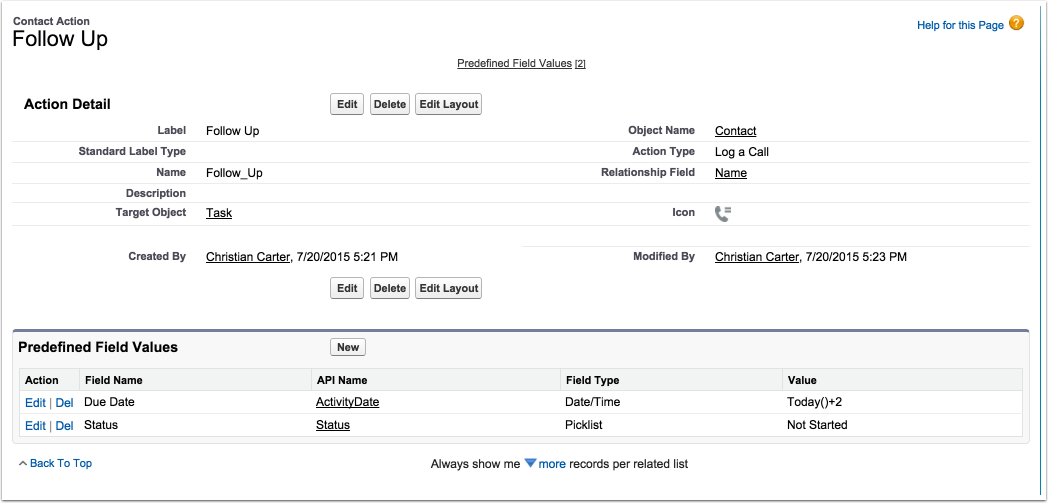 Contact Action
Follow Up
Help for this Page ?
Predefined Field Values [2]
Action Detail Edit Delete Edit Layout
Label Follow Up Object Name Contact
Standard Label Type Action Type Log a Call
Name Follow_Up Relationship Field Name
Description
Target Object Task Icon
Created By Christian Carter, 7/20/2015 5:21 PM Modified By Christian Carter, 7/20/2015 5:23 PM
Edit Delete Edit Layout
Predefined Field Values New
Action Field Name API Name Field Type Value
Edit | Del Due Date ActivityDate Date/Time Today()+2
Edit | Del Status Status Picklist Not Started
Back To Top Always show me more records per related list